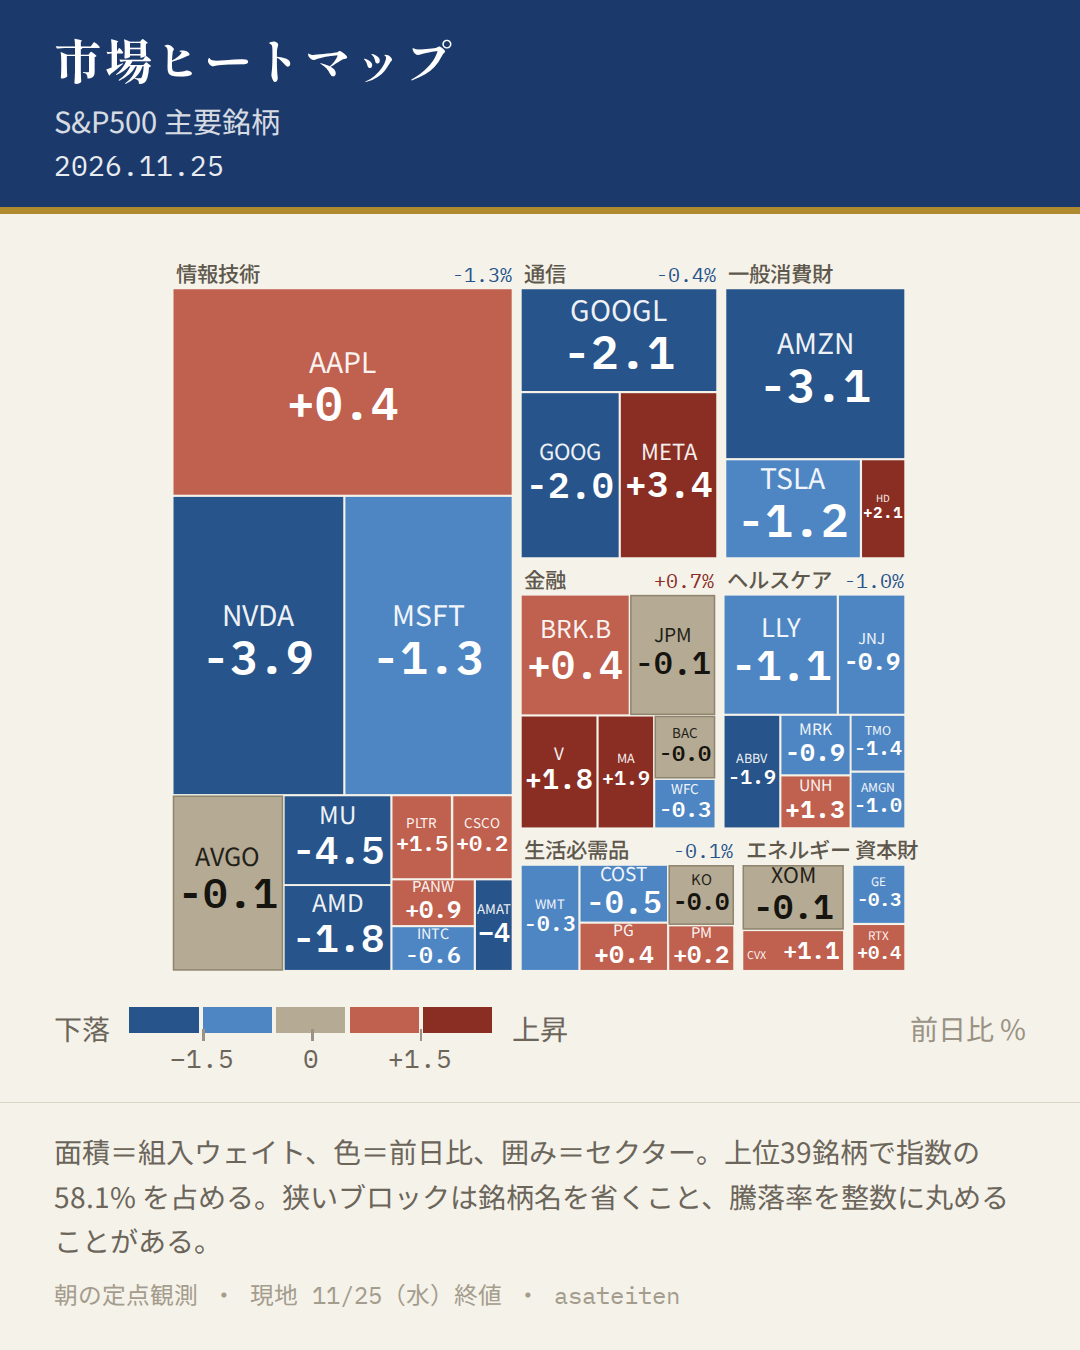 市場ヒートマップ
S&P500 主要銘柄
2026.11.25
情報技術 -1.3%
AAPL
+0.4
NVDA
-3.9
MSFT
-1.3
AVGO
-0.1
MU
-4.5
AMD
-1.8
PLTR
+1.5
CSCO
+0.2
PANW
+0.9
INTC
-0.6
AMAT
−4
通信 -0.4%
GOOGL
-2.1
GOOG
-2.0
META
+3.4
一般消費財
AMZN
-3.1
TSLA
-1.2
HD
+2.1
金融 +0.7%
BRK.B
+0.4
JPM
-0.1
V
+1.8
MA
+1.9
BAC
-0.0
WFC
-0.3
ヘルスケア -1.0%
LLY
-1.1
JNJ
-0.9
ABBV
-1.9
MRK
-0.9
UNH
+1.3
TMO
-1.4
AMGN
-1.0
生活必需品 -0.1%
WMT
-0.3
COST
-0.5
PG
+0.4
KO
-0.0
PM
+0.2
エネルギー
XOM
-0.1
CVX +1.1
資本財
GE
-0.3
RTX
+0.4
下落 上昇 前日比 %
−1.5 0 +1.5
面積＝組入ウェイト、色＝前日比、囲み＝セクター。上位39銘柄で指数の
58.1% を占める。狭いブロックは銘柄名を省くこと、騰落率を整数に丸める
ことがある。
朝の定点観測 ・ 現地 11/25（水）終値 ・ asateiten